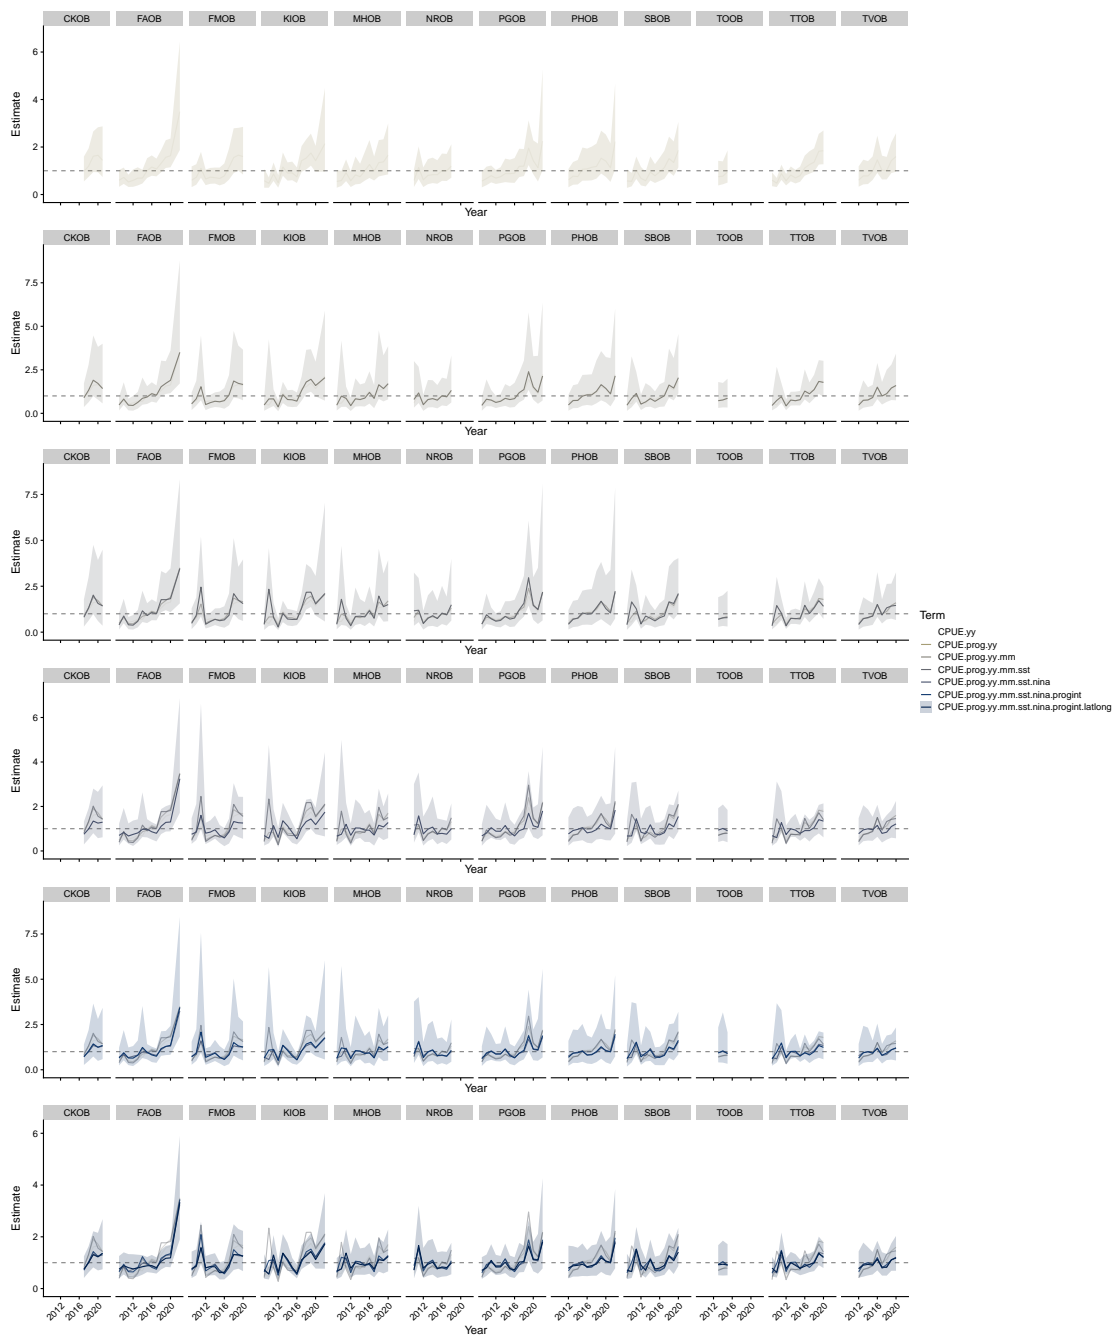 CKOB FAOB FMOB KIOB MHOB NROB PGOB PHOB SBOB TOOB TTOB TVOB
6
4
2
0
Estimate
Year
CKOB FAOB FMOB KIOB MHOB NROB PGOB PHOB SBOB TOOB TTOB TVOB
7.5
5.0
2.5
0.0
Estimate
Year
CKOB FAOB FMOB KIOB MHOB NROB PGOB PHOB SBOB TOOB TTOB TVOB
7.5
5.0
2.5
0.0
Estimate
Year
Term
CPUE.yy
CPUE.prog.yy
CPUE.prog.yy.mm
CPUE.prog.yy.mm.sst
CPUE.prog.yy.mm.sst.nina
CPUE.prog.yy.mm.sst.nina.progint
CPUE.prog.yy.mm.sst.nina.progint.latlong
CKOB FAOB FMOB KIOB MHOB NROB PGOB PHOB SBOB TOOB TTOB TVOB
6
4
2
0
Estimate
Year
CKOB FAOB FMOB KIOB MHOB NROB PGOB PHOB SBOB TOOB TTOB TVOB
7.5
5.0
2.5
0.0
Estimate
Year
CKOB FAOB FMOB KIOB MHOB NROB PGOB PHOB SBOB TOOB TTOB TVOB
6
4
2
0
Estimate
2012 2016 2020 2012 2016 2020 2012 2016 2020 2012 2016 2020 2012 2016 2020 2012 2016 2020 2012 2016 2020 2012 2016 2020 2012 2016 2020 2012 2016 2020 2012 2016 2020 2012 2016 2020
Year